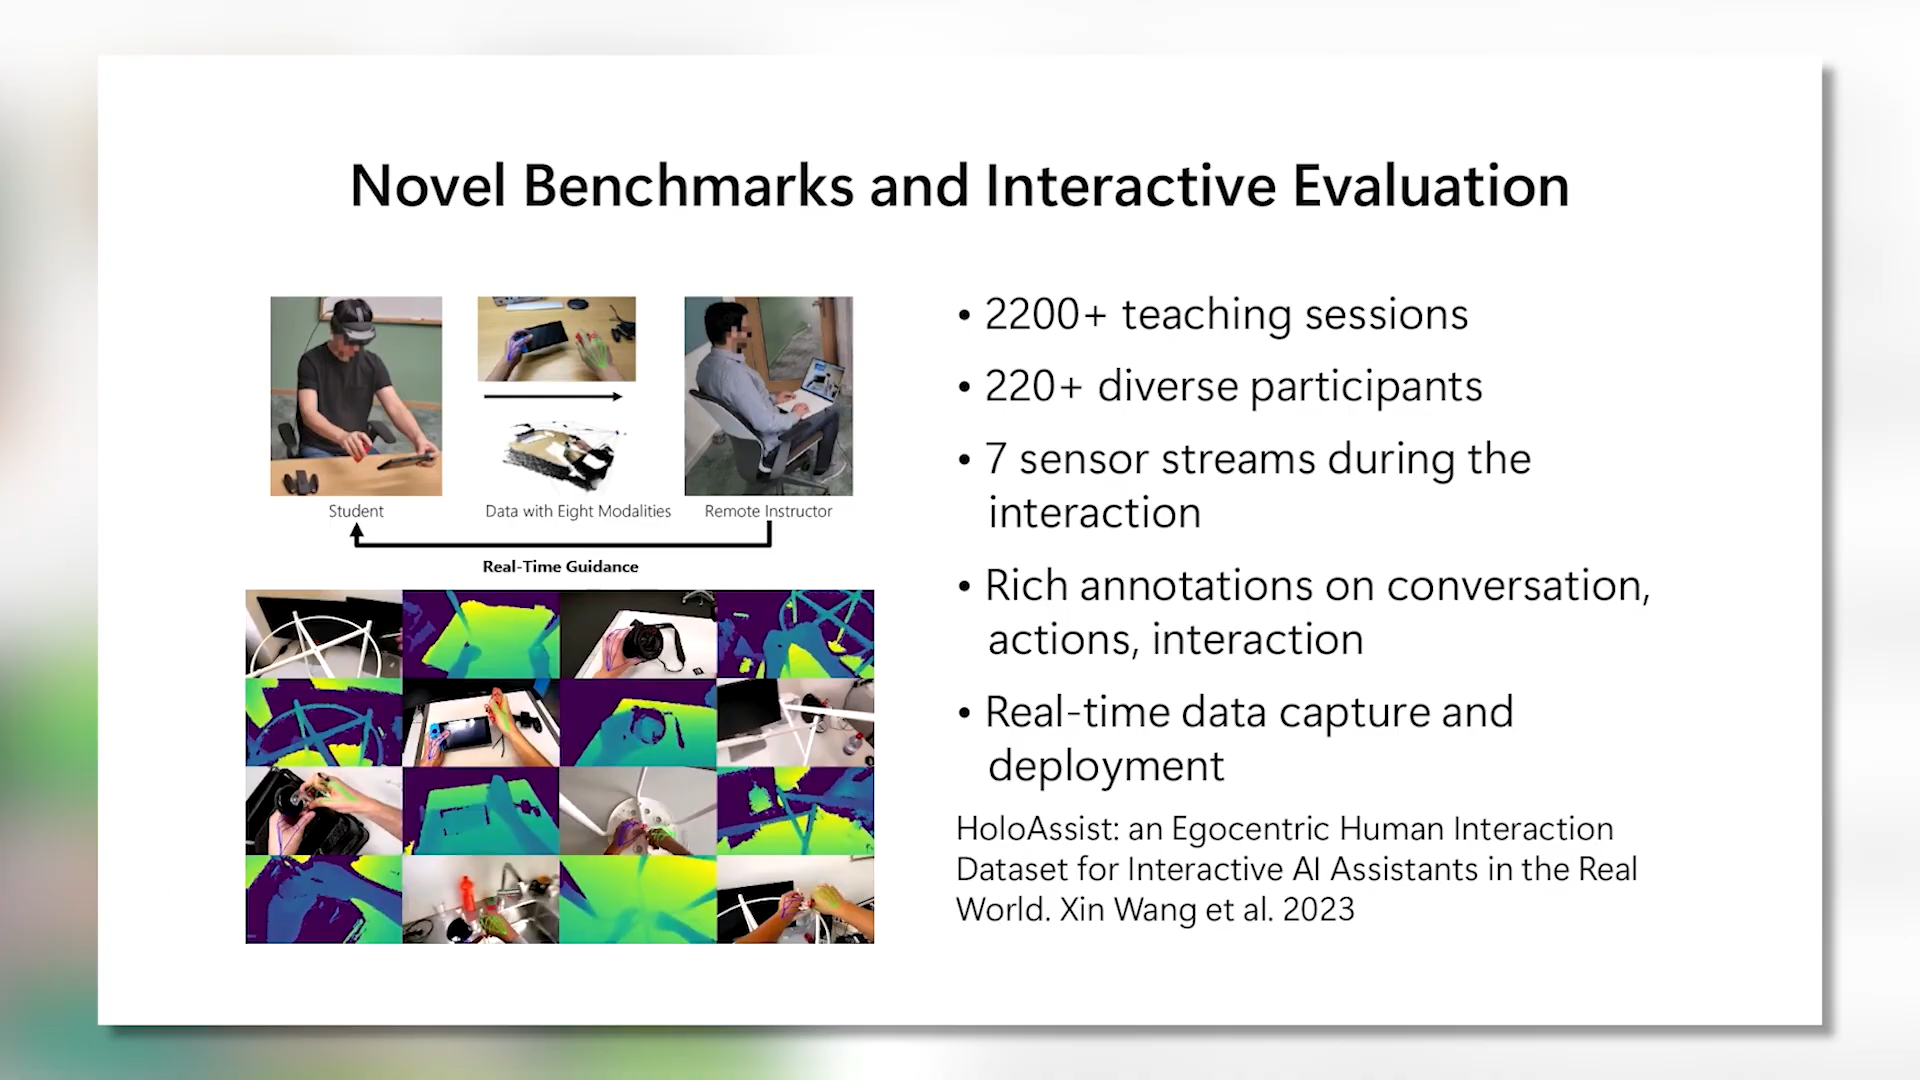 Novel Benchmarks and Interactive Evaluation
Student
Data with Eight Modalities
Remote Instructor
Real-Time Guidance
• 2200+ teaching sessions
• 220+ diverse participants
• 7 sensor streams during the
interaction
• Rich annotations on conversation,
actions, interaction
• Real-time data capture and
deployment
HoloAssist: an Egocentric Human Interaction
Dataset for Interactive AI Assistants in the Real
World. Xin Wang et al. 2023